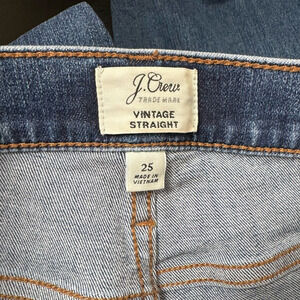 J.Crew
TRADE MARK
VINTAGE
STRAIGHT
25
MADE IN
VIETNAM